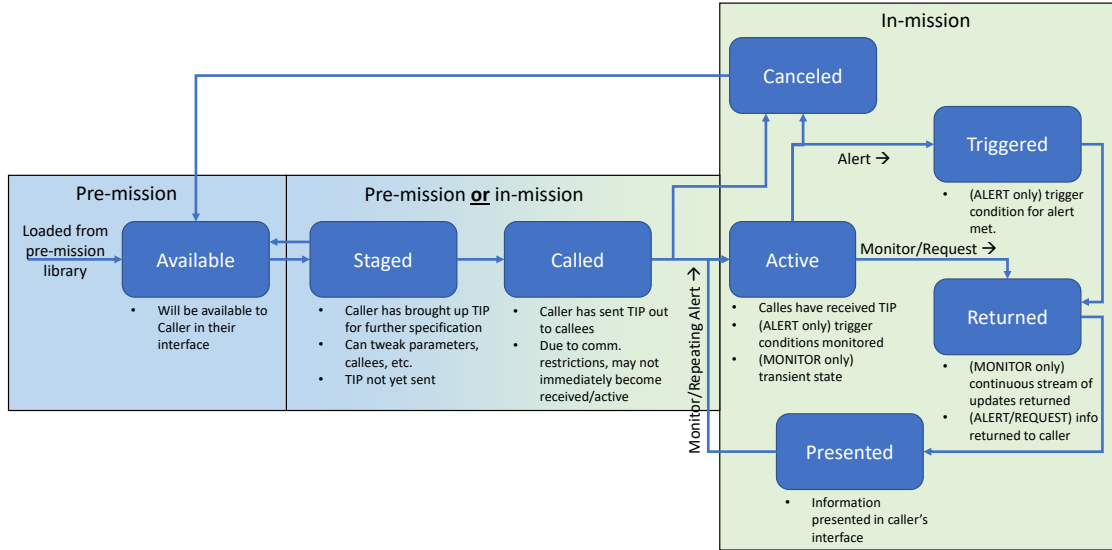 In-mission
Canceled
Triggered
Alert →
• (ALERT only) trigger
condition for alert
met.
Pre-mission
Pre-mission or in-mission
Loaded from
pre-mission
library
Available
Staged
Called
Active
Monitor/Request →
Returned
• Will be available to
Caller in their
interface
• Caller has brought up TIP
for further specification
• Can tweak parameters,
callees, etc.
• TIP not yet sent
• Caller has sent TIP out
to callees
• Due to comm.
restrictions, may not
immediately become
received/active
Monitor/Repeating Alert →
• Calles have received TIP
• (ALERT only) trigger
conditions monitored
• (MONITOR only)
transient state
• (MONITOR only)
continuous stream of
updates returned
• (ALERT/REQUEST) info
returned to caller
Presented
• Information
presented in caller's
interface